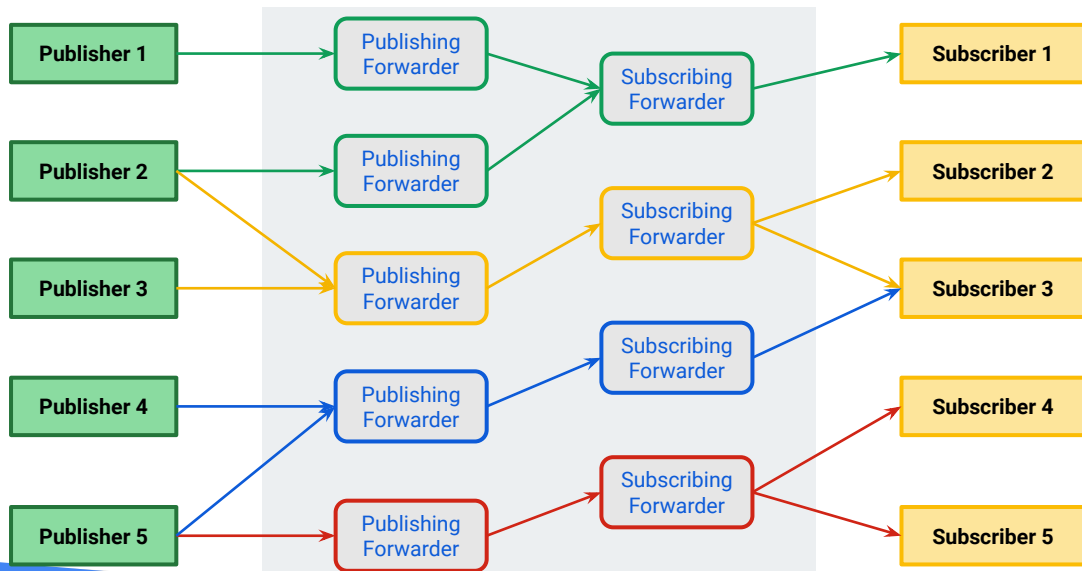 Publisher 1
Publisher 2
Publisher 3
Publisher 4
Publisher 5
Publishing
Forwarder
Publishing
Forwarder
Publishing
Forwarder
Publishing
Forwarder
Publishing
Forwarder
Subscribing
Forwarder
Subscribing
Forwarder
Subscribing
Forwarder
Subscribing
Forwarder
Subscriber 1
Subscriber 2
Subscriber 3
Subscriber 4
Subscriber 5